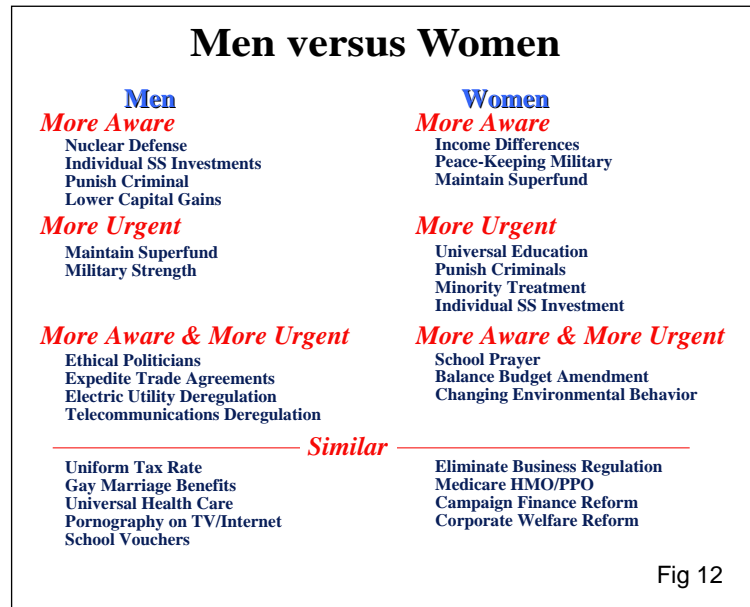 Men versus Women
Men
More Aware
Nuclear Defense
Individual SS Investments
Punish Criminal
Lower Capital Gains
More Urgent
Maintain Superfund
Military Strength
More Aware & More Urgent
Ethical Politicians
Expedite Trade Agreements
Electric Utility Deregulation
Telecommunications Deregulation
Women
More Aware
Income Differences
Peace-Keeping Military
Maintain Superfund
More Urgent
Universal Education
Punish Criminals
Minority Treatment
Individual SS Investment
More Aware & More Urgent
School Prayer
Balance Budget Amendment
Changing Environmental Behavior
Similar
Uniform Tax Rate
Gay Marriage Benefits
Universal Health Care
Pornography on TV/Internet
School Vouchers
Eliminate Business Regulation
Medicare HMO/PPO
Campaign Finance Reform
Corporate Welfare Reform
Fig 12